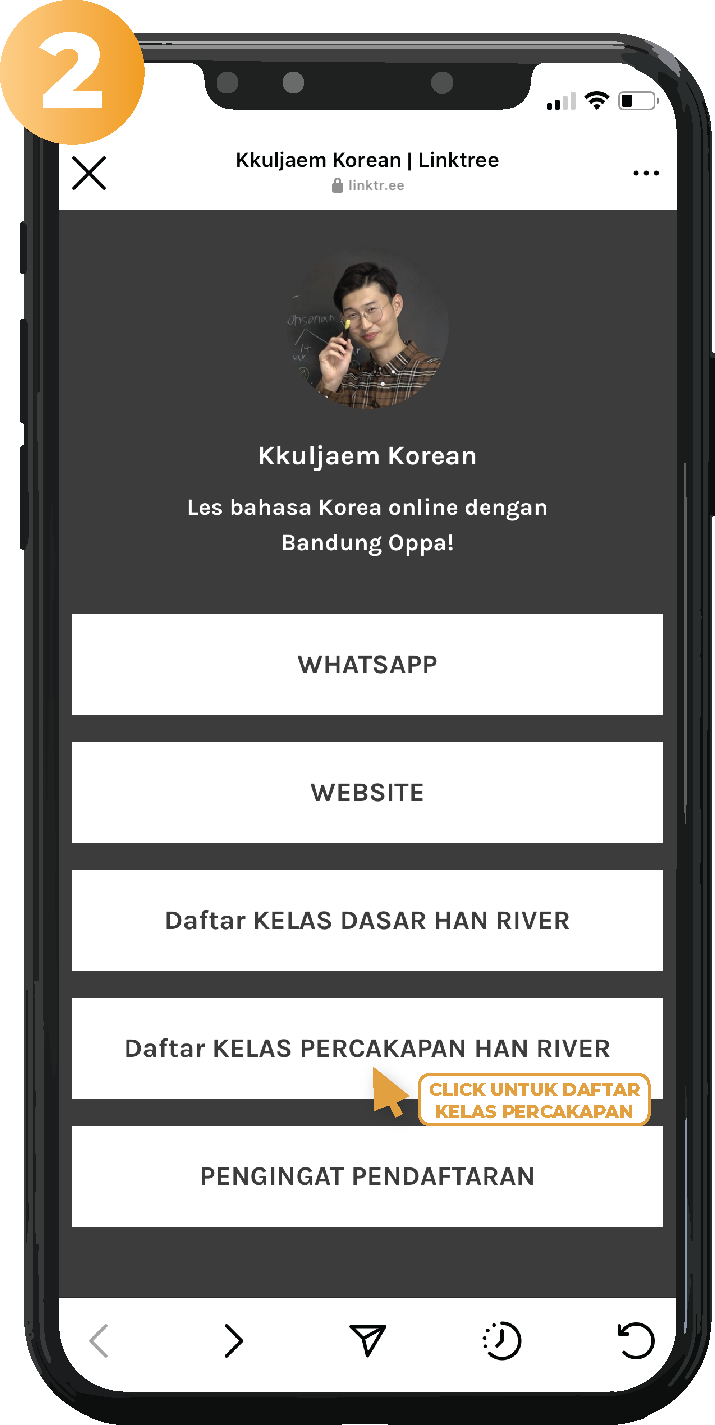 2
Kkuljaem Korean | Linktree
linktr.ee
Kkuljaem Korean
Les bahasa Korea online dengan
Bandung Oppa!
WHATSAPP
WEBSITE
Daftar KELAS DASAR HAN RIVER
Daftar KELAS PERCAKAPAN HAN RIVER
CLICK UNTUK DAFTAR
KELAS PERCAKAPAN
PENGINGAT PENDAFTARAN